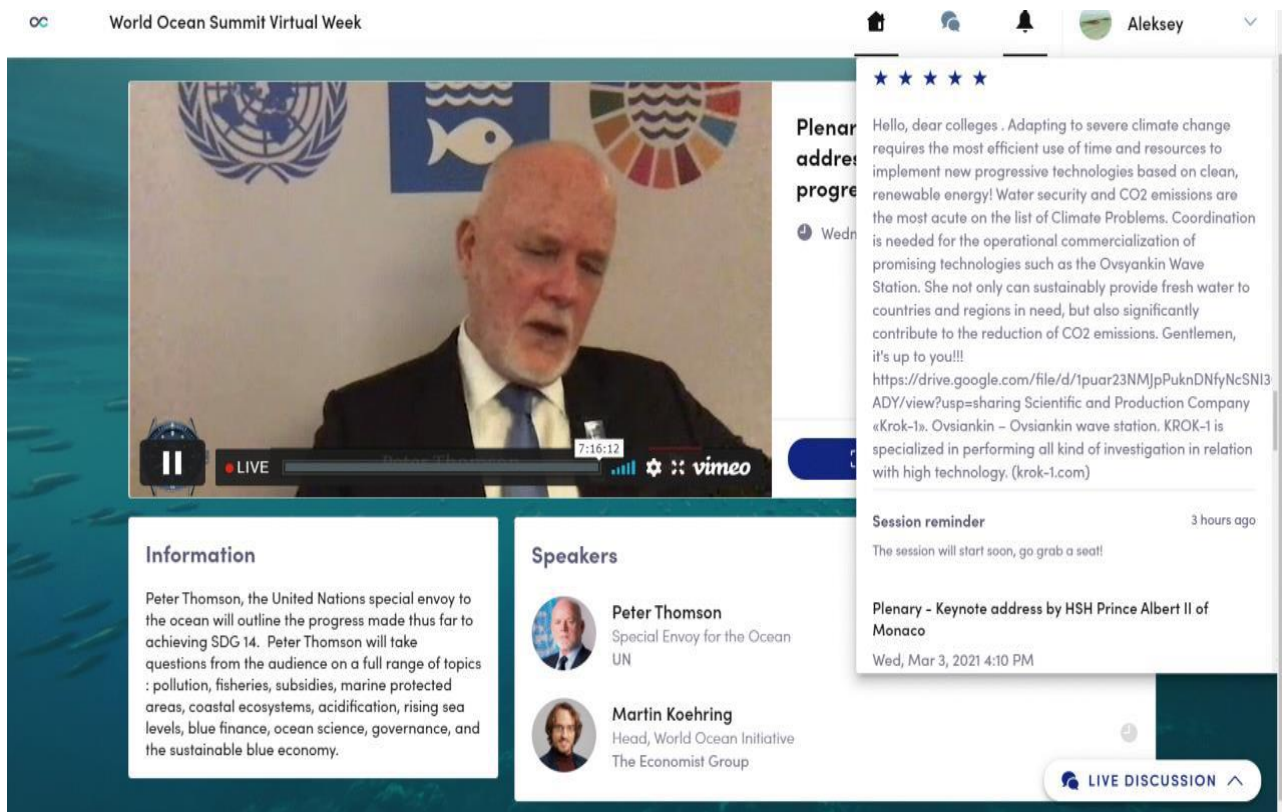 World Ocean Summit Virtual Week
Aleksey
Plenar
addres
progre
Wedn
7:16:12
LIVE
Peter Thomson
vimeo
Information
Peter Thomson, the United Nations special envoy to
the ocean will outline the progress made thus far to
achieving SDG 14. Peter Thomson will take
questions from the audience on a full range of topics
: pollution, fisheries, subsidies, marine protected
areas, coastal ecosystems, acidification, rising sea
levels, blue finance, ocean science, governance, and
the sustainable blue economy.
Speakers
Peter Thomson
Special Envoy for the Ocean
UN
Martin Koehring
Head, World Ocean Initiative
The Economist Group
Hello, dear colleges . Adapting to severe climate change
requires the most efficient use of time and resources to
implement new progressive technologies based on clean,
renewable energy! Water security and CO2 emissions are
the most acute on the list of Climate Problems. Coordination
is needed for the operational commercialization of
promising technologies such as the Ovsyankin Wave
Station. She not only can sustainably provide fresh water to
countries and regions in need, but also significantly
contribute to the reduction of CO2 emissions. Gentlemen,
it's up to you!!!
https://drive.google.com/file/d/1puar23NMJpPuknDNfyNcSNI3
ADY/view?usp=sharing Scientific and Production Company
«Krok-1». Ovsiankin – Ovsiankin wave station. KROK-1 is
specialized in performing all kind of investigation in relation
with high technology. (krok-1.com)
Session reminder
3 hours ago
The session will start soon, go grab a seat!
Plenary - Keynote address by HSH Prince Albert II of
Monaco
Wed, Mar 3, 2021 4:10 PM
LIVE DISCUSSION